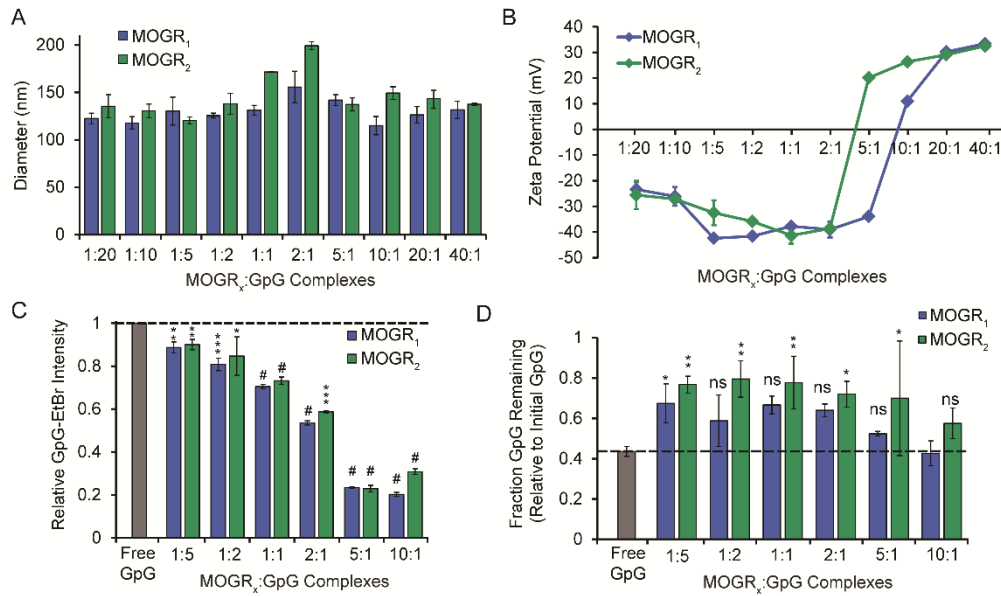 A
MOGR1
MOGR2
200
150
100
50
0
Diameter (nm)
1:20 1:10 1:5 1:2 1:1 2:1 5:1 10:1 20:1 40:1
MOGRx:GpG Complexes
B
MOGR1
MOGR2
40
30
20
10
0
-10
-20
-30
-40
-50
Zeta Potential (mV)
1:20 1:10 1:5 1:2 1:1 2:1 5:1 10:1 20:1 40:1
MOGRx:GpG Complexes
C
MOGR1
MOGR2
1
0.8
0.6
0.4
0.2
0
Relative GpG-EtBr Intensity
** ** *** * # # # *** # # # #
Free GpG 1:5 1:2 1:1 2:1 5:1 10:1
MOGRx:GpG Complexes
D
MOGR1
MOGR2
1
0.8
0.6
0.4
0.2
0
Fraction GpG Remaining
(Relative to Initial GpG)
* ** ns ** ns ** ns * ns * ns
Free GpG 1:5 1:2 1:1 2:1 5:1 10:1
MOGRx:GpG Complexes